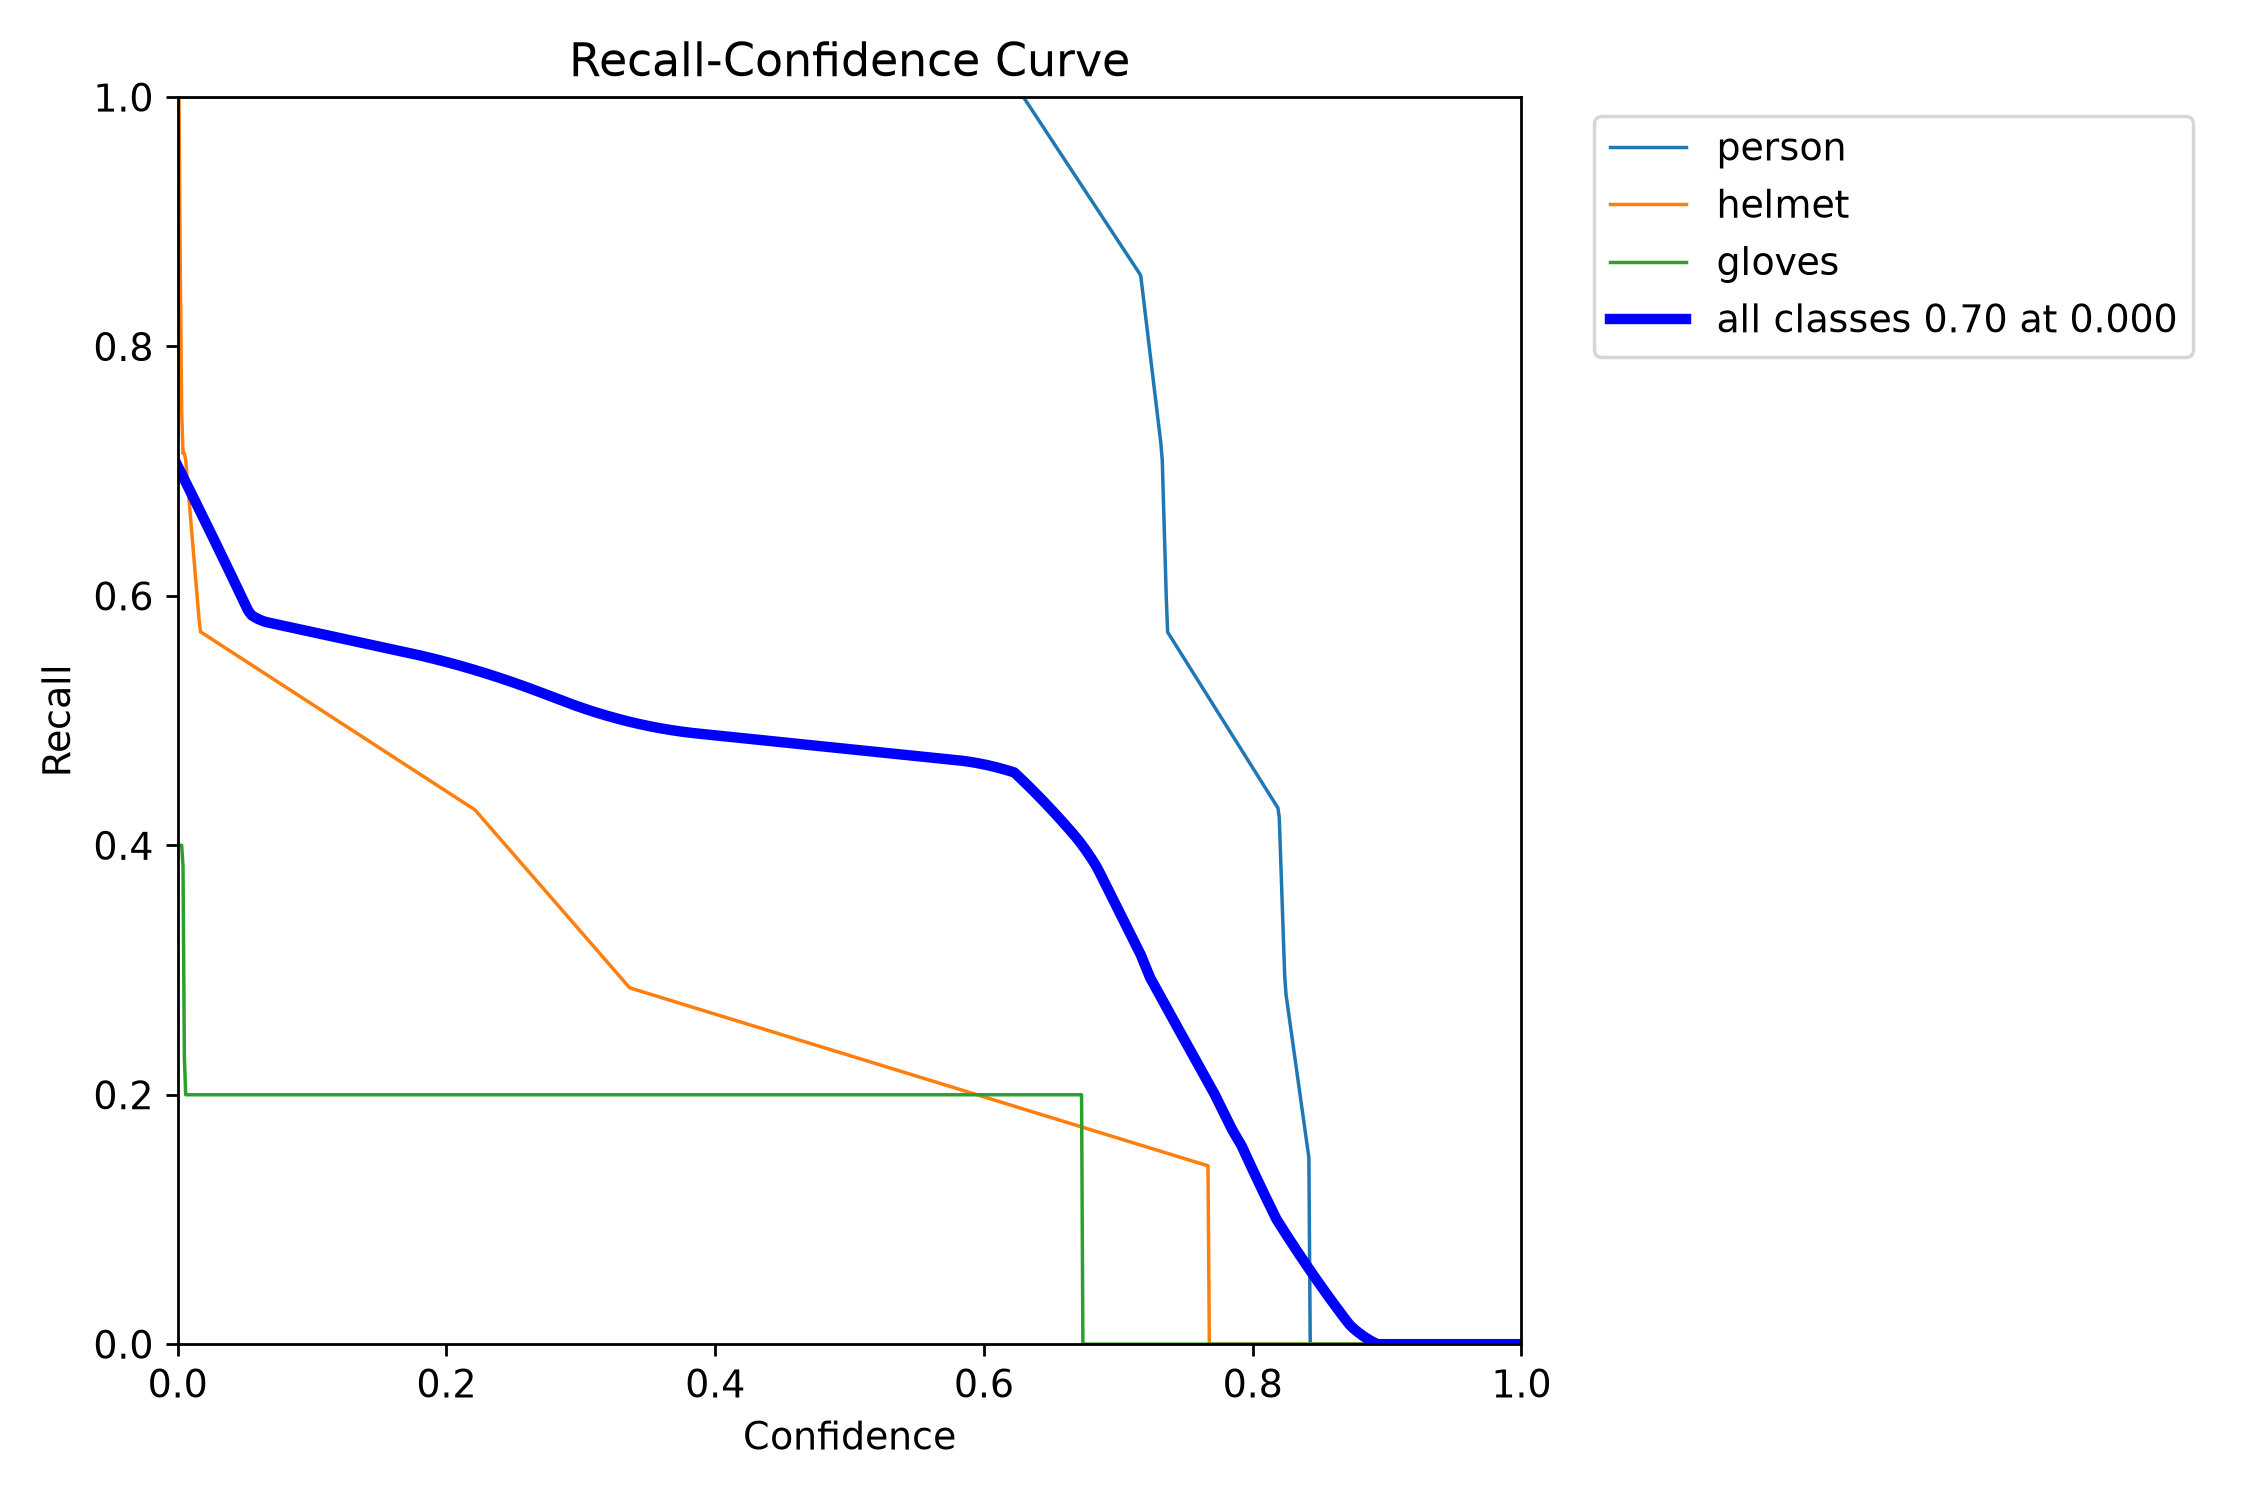 Recall-Confidence Curve
1.0
0.8
0.6
0.4
0.2
0.0
Recall
0.0 0.2 0.4 0.6 0.8 1.0
Confidence
person
helmet
gloves
all classes 0.70 at 0.000